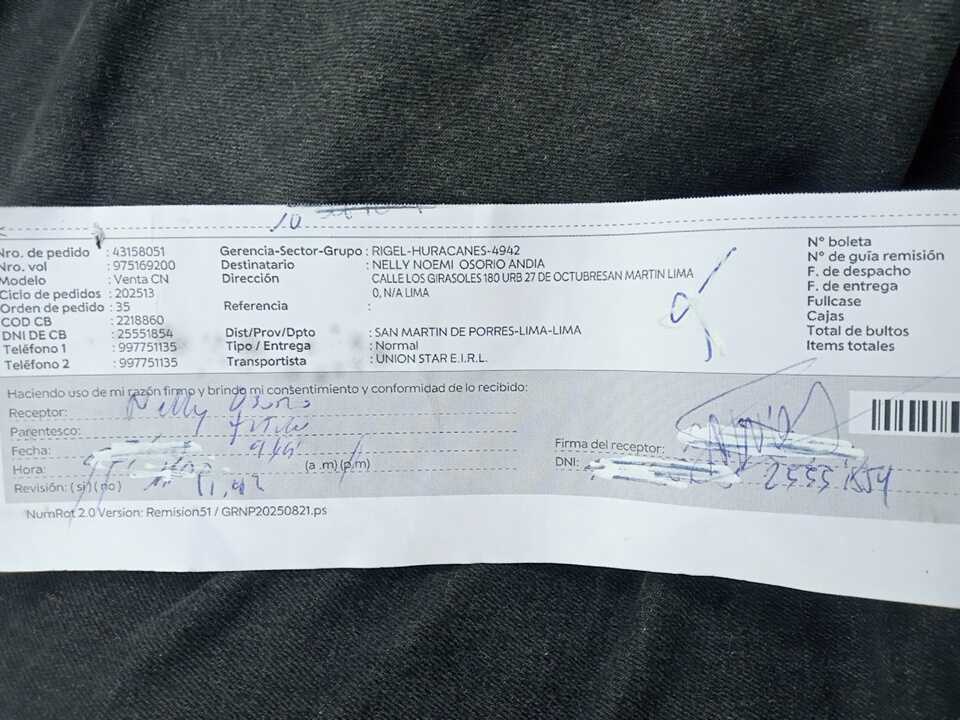 10
Nro. de pedido : 43158051
Nro. vol : 975169200
Modelo : Venta CN
Ciclo de pedidos : 202513
Orden de pedido : 35
COD CB : 2218860
DNI DE CB : 25551854
Teléfono 1 : 997751135
Teléfono 2 : 997751135
Gerencia-Sector-Grupo : RIGEL-HURACANES-4942
Destinatario : NELLY NOEMI OSORIO ANDIA
Dirección : CALLE LOS GIRASOLES 180 URB 27 DE OCTUBRESAN MARTIN LIMA
0, N/A LIMA
Referencia :
Dist/Prov/Dpto : SAN MARTIN DE PORRES-LIMA-LIMA
Tipo / Entrega : Normal
Transportista : UNION STAR E.I.R.L.
N° boleta
N° de guía remisión
F. de despacho
F. de entrega
Fullcase
Cajas
Total de bultos
Items totales
Haciendo uso de mi razón firmo y brindo mi consentimiento y conformidad de lo recibido:
Receptor: Nelly
Parentesco:
Fecha:
Hora: (a .m) (p.m)
Revisión: ( si ) ( no ) 11,42
Firma del receptor:
DNI: 25551854
NumRot 2.0 Version: Remision51 / GRNP20250821.ps